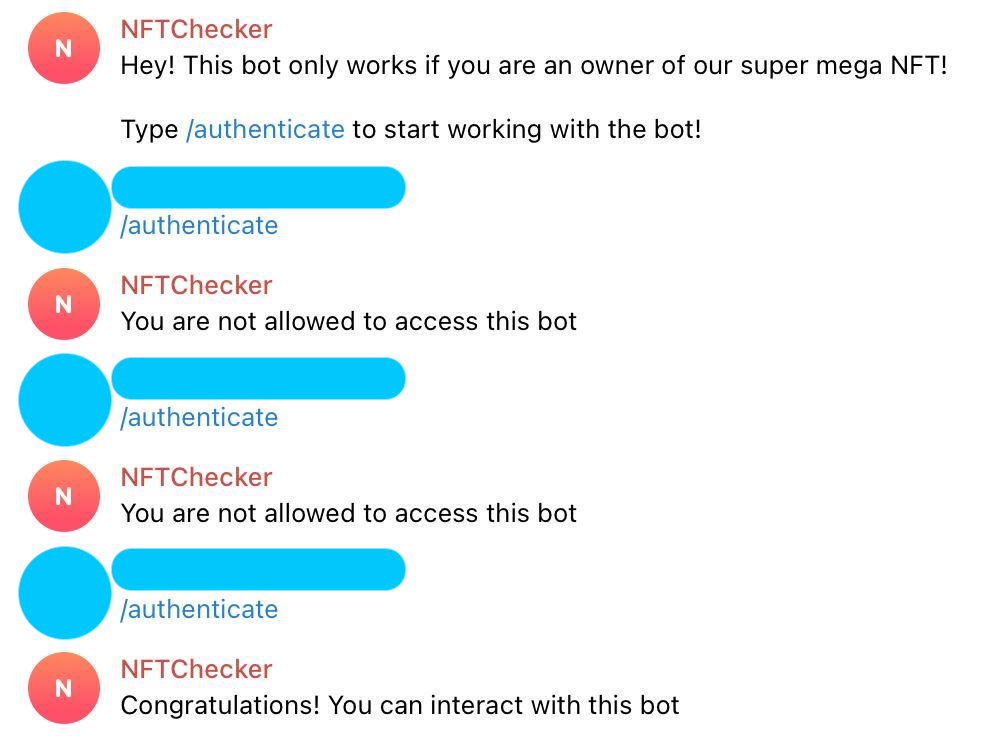 N
NFTChecker
Hey! This bot only works if you are an owner of our super mega NFT!
Type /authenticate to start working with the bot!
/authenticate
N
NFTChecker
You are not allowed to access this bot
/authenticate
N
NFTChecker
You are not allowed to access this bot
/authenticate
N
NFTChecker
Congratulations! You can interact with this bot